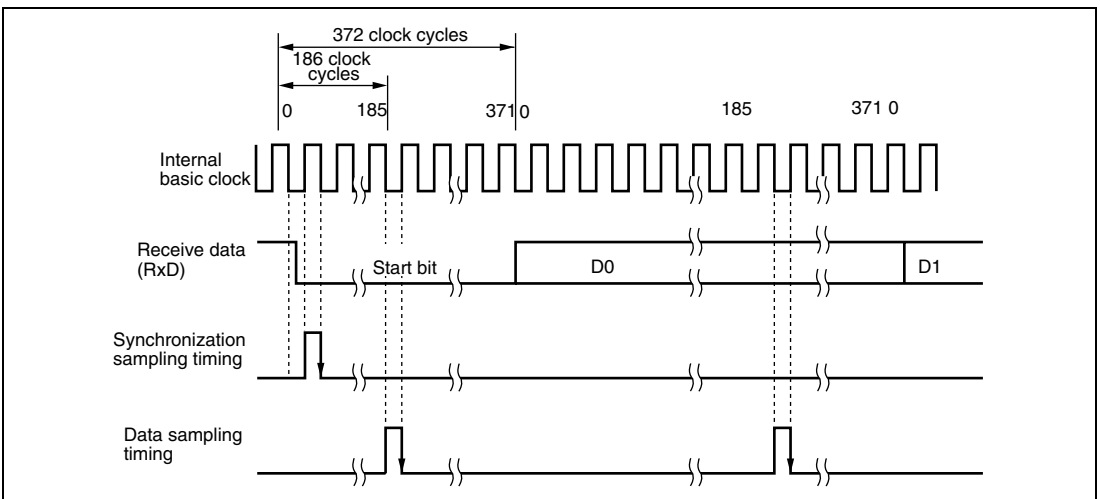 372 clock cycles
186 clock
cycles
0 185 371 0 185 371 0
Internal
basic clock
Receive data
(RxD)
Start bit D0 D1
Synchronization
sampling timing
Data sampling
timing